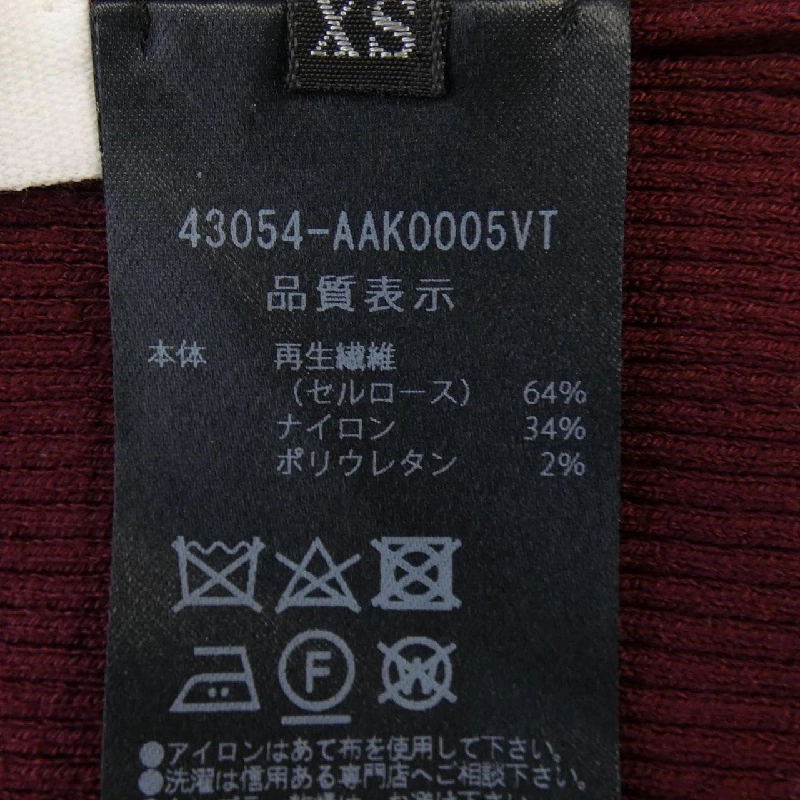 XS
43054-AAK0005VT
品質表示
本体 再生繊維
（セルロース） 64%
ナイロン 34%
ポリウレタン 2%
F
W
●アイロンはあて布を使用して下さい。
●洗濯は信用ある専門店へご相談下さい。